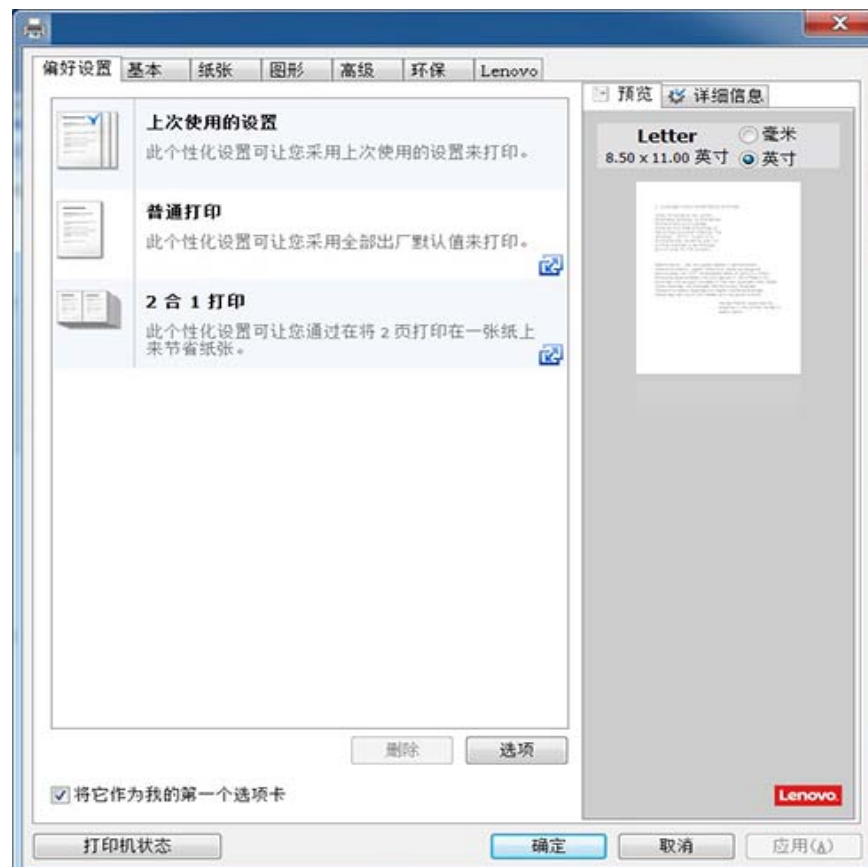 偏好设置 基本 纸张 图形 高级 环保 Lenovo
上次使用的设置
此个性化设置可让您采用上次使用的设置来打印。
普通打印
此个性化设置可让您采用全部出厂默认值来打印。
2 合 1 打印
此个性化设置可让您通过在将 2 页打印在一张纸上
来节省纸张。
删除 选项
将它作为我的第一个选项卡
预览 详细信息
Letter 毫米
8.50 x 11.00 英寸 英寸
Lenovo.
打印机状态 确定 取消 应用(A)